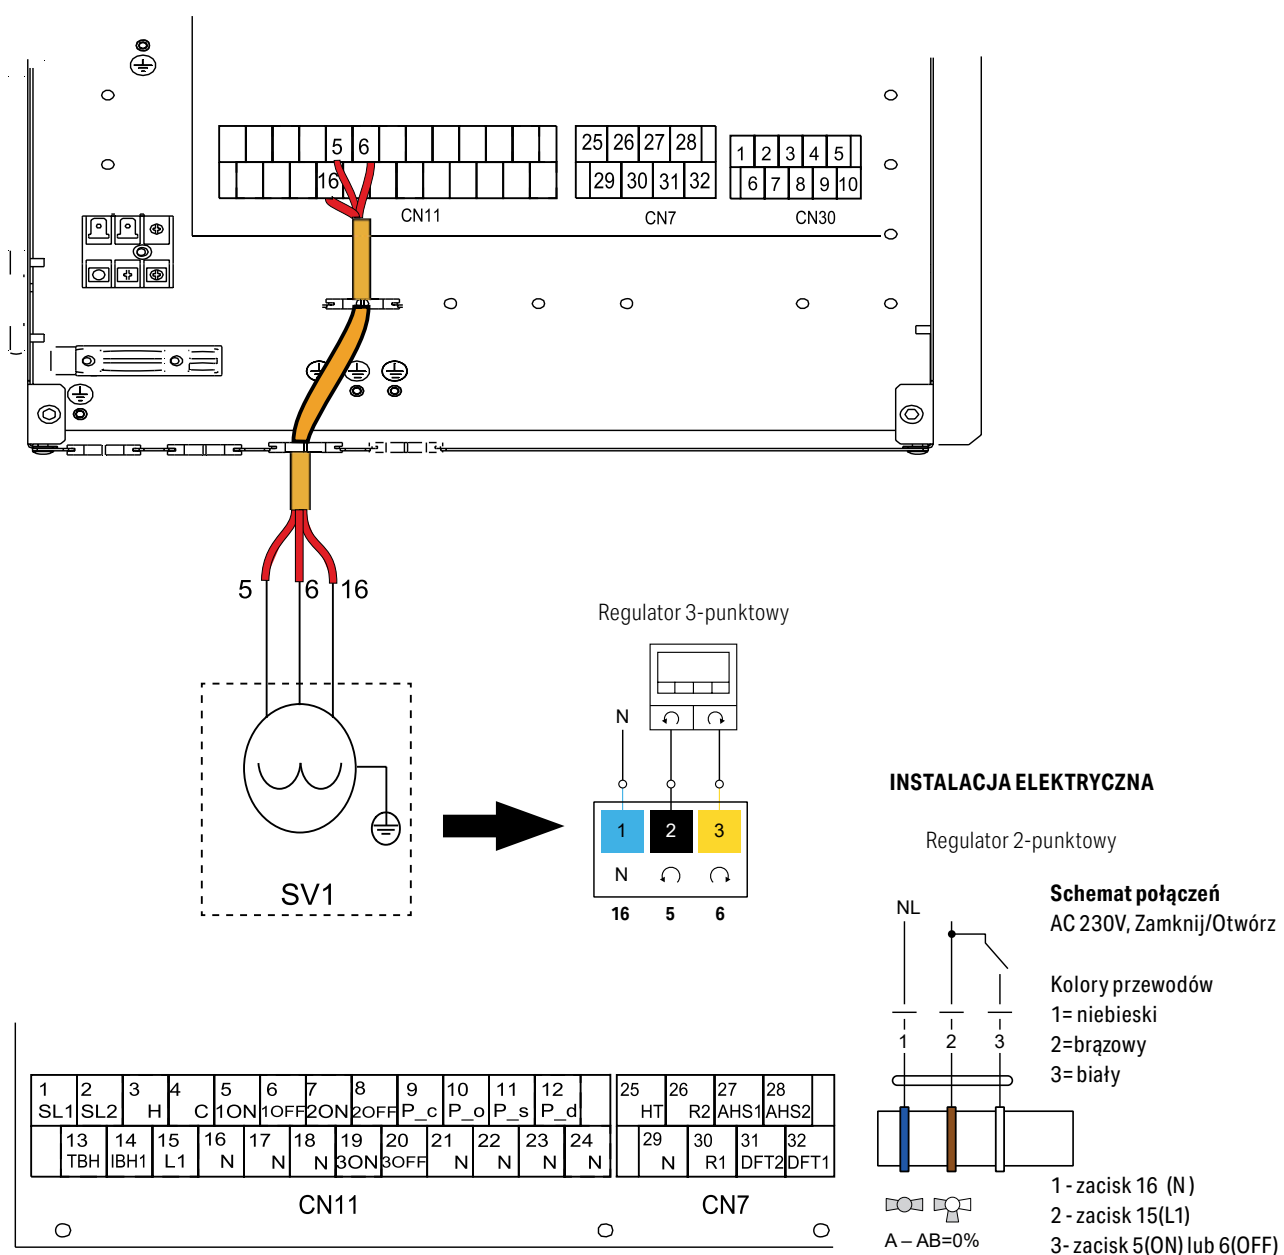 5 6
16
CN11
25 26 27 28
29 30 31 32
CN7
1 2 3 4 5
6 7 8 9 10
CN30
5 6 16
SV1
Regulator 3-punktowy
N
1 2 3
N
16 5 6
INSTALACJA ELEKTRYCZNA
Regulator 2-punktowy
Schemat połączeń
AC 230V, Zamknij/Otwórz
NL
Kolory przewodów
1= niebieski
2=brązowy
3= biały
1 2 3
1 2 3 4 5 6 7 8 9 10 11 12
SL1 SL2 H C 1ON 1OFF 2ON 2OFF P_c P_o P_s P_d
13 14 15 16 17 18 19 20 21 22 23 24
TBH IBH1 L1 N N N 3ON 3OFF N N N N
CN11
25 26 27 28
HT R2 AHS1 AHS2
29 30 31 32
N R1 DFT2 DFT1
CN7
A – AB=0%
1 - zacisk 16 (N)
2 - zacisk 15(L1)
3- zacisk 5(ON) lub 6(OFF)